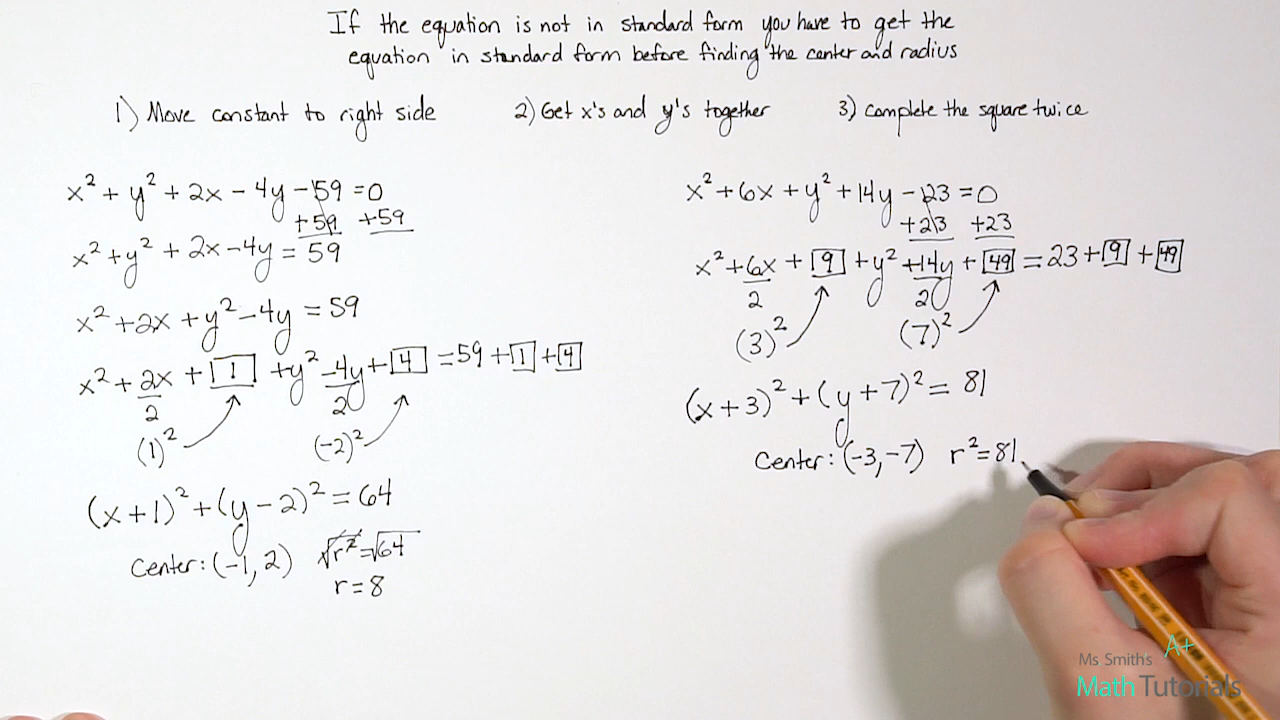 If the equation is not in standard form you have to get the
equation in standard form before finding the center and radius
1) Move constant to right side 2) Get x's and y's together 3) Complete the square twice
x² + y² + 2x − 4y − 59 = 0
+59 +59
x² + y² + 2x − 4y = 59
x² + 2x + y² − 4y = 59
x² + 2x + 1 + y² − 4y + 4 = 59 + 1 + 4
2 2
(1)² (−2)²
(x + 1)² + (y − 2)² = 64
Center: (−1, 2) √r² = √64
r = 8
x² + 6x + y² + 14y − 23 = 0
+23 +23
x² + 6x + 9 + y² + 14y + 49 = 23 + 9 + 49
2 2
(3)² (7)²
(x + 3)² + (y + 7)² = 81
Center: (−3, −7) r² = 81
Ms Smith's A+
Math Tutorials